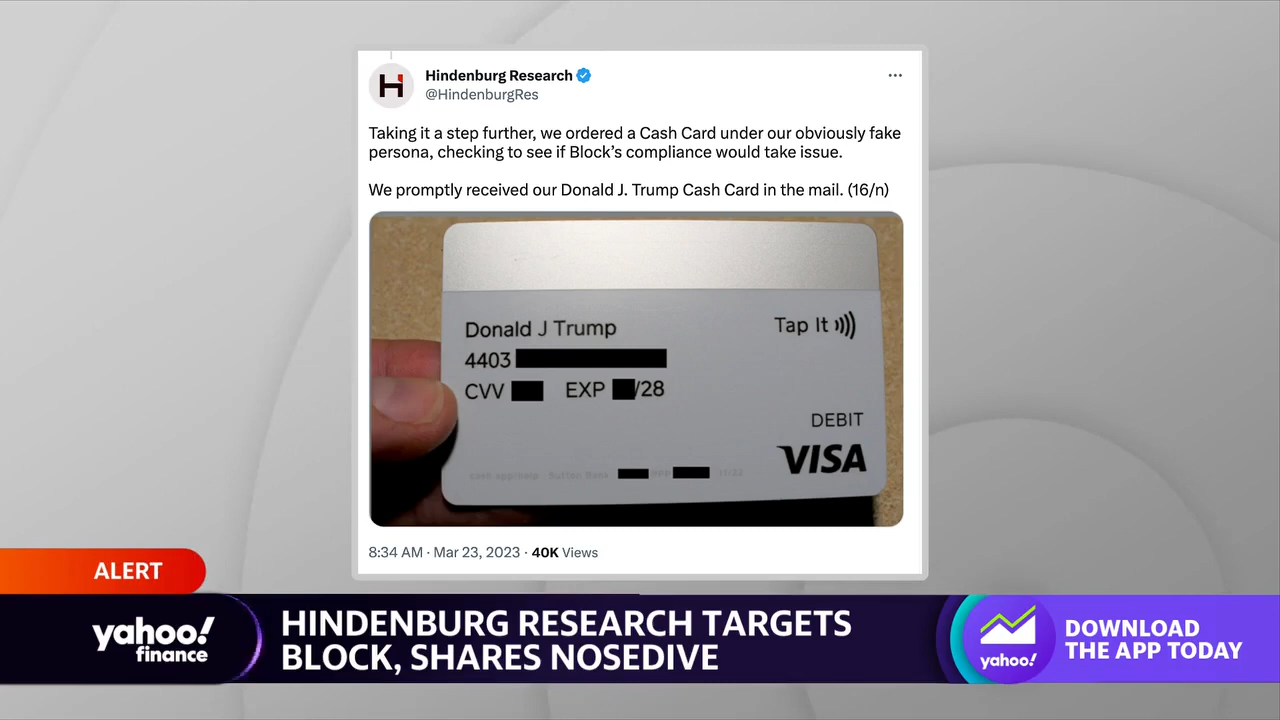 Hindenburg Research
@HindenburgRes
Taking it a step further, we ordered a Cash Card under our obviously fake
persona, checking to see if Block's compliance would take issue.
We promptly received our Donald J. Trump Cash Card in the mail. (16/n)
Donald J Trump
Tap It
4403
CVV EXP /28
DEBIT
VISA
8:34 AM · Mar 23, 2023 · 40K Views
ALERT
yahoo!
finance
HINDENBURG RESEARCH TARGETS
BLOCK, SHARES NOSEDIVE
yahoo!
DOWNLOAD
THE APP TODAY